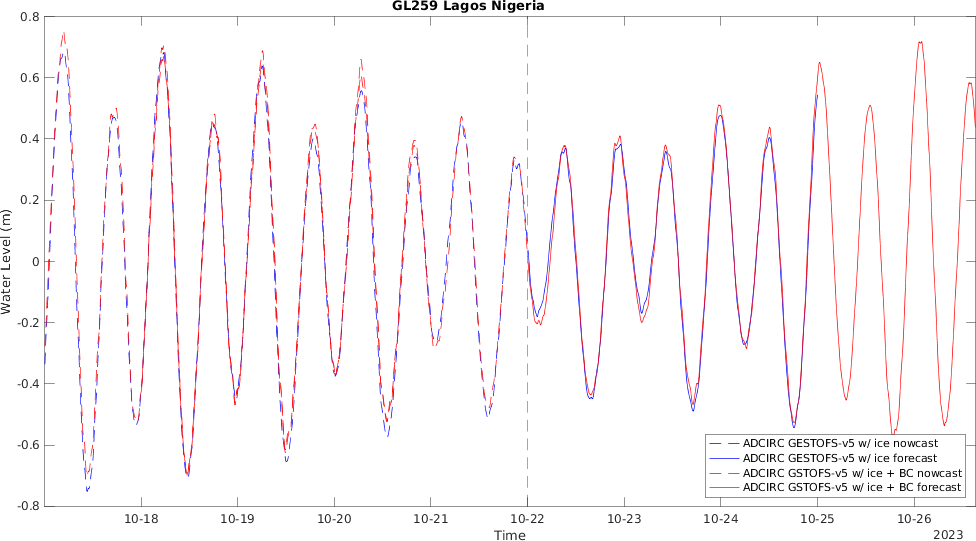 GL259 Lagos Nigeria
0.8
0.6
0.4
0.2
0
-0.2
-0.4
-0.6
-0.8
Water Level (m)
ADCIRC GESTOFS-v5 w/ ice nowcast
ADCIRC GESTOFS-v5 w/ ice forecast
ADCIRC GSTOFS-v5 w/ ice + BC nowcast
ADCIRC GSTOFS-v5 w/ ice + BC forecast
10-18 10-19 10-20 10-21 10-22 10-23 10-24 10-25 10-26
Time
2023